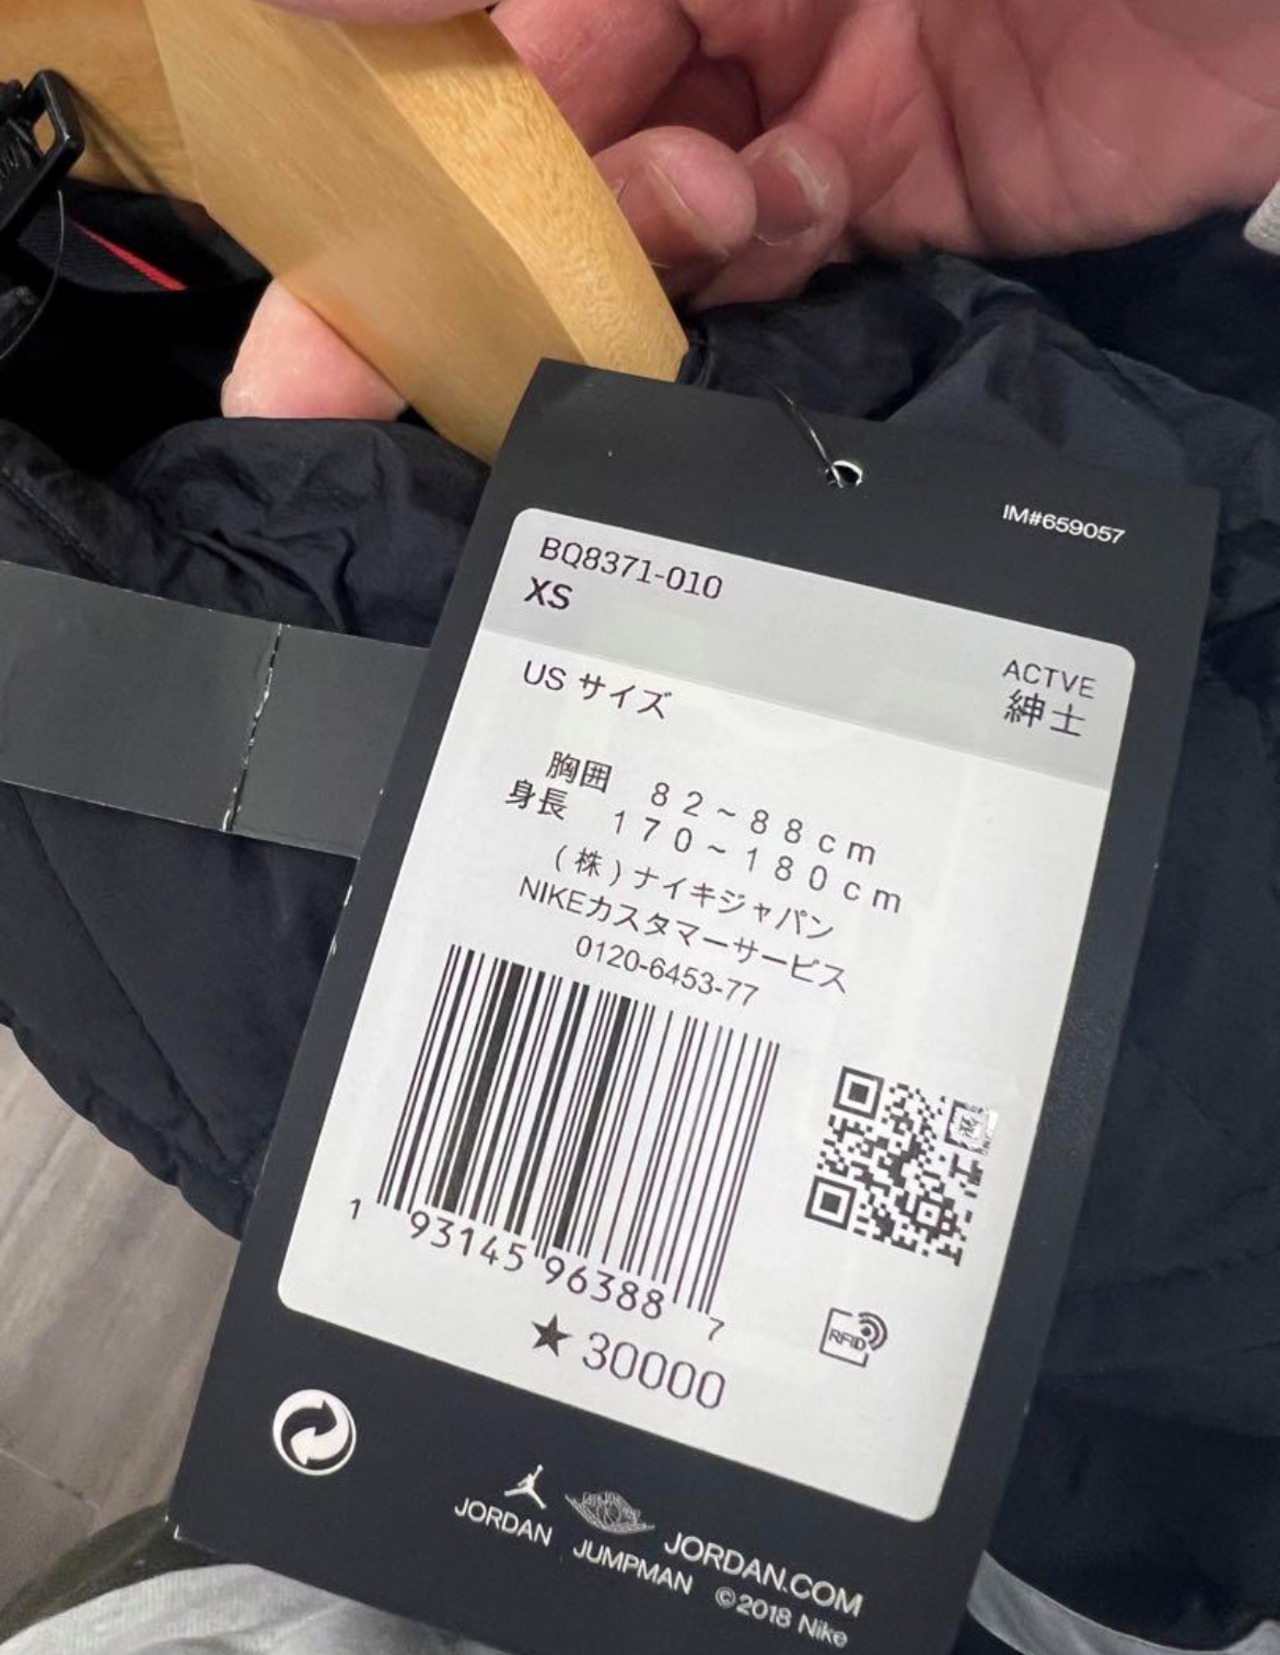 IM#659057
BQ8371-010
XS
ACTVE
紳士
US サイズ
胸囲 82~88cm
身長 170~180cm
(株)ナイキジャパン
NIKEカスタマーサービス
0120-6453-77
1 93145 96388 7
RFID
★30000
JORDAN
JUMPMAN
JORDAN.COM
©2018 Nike